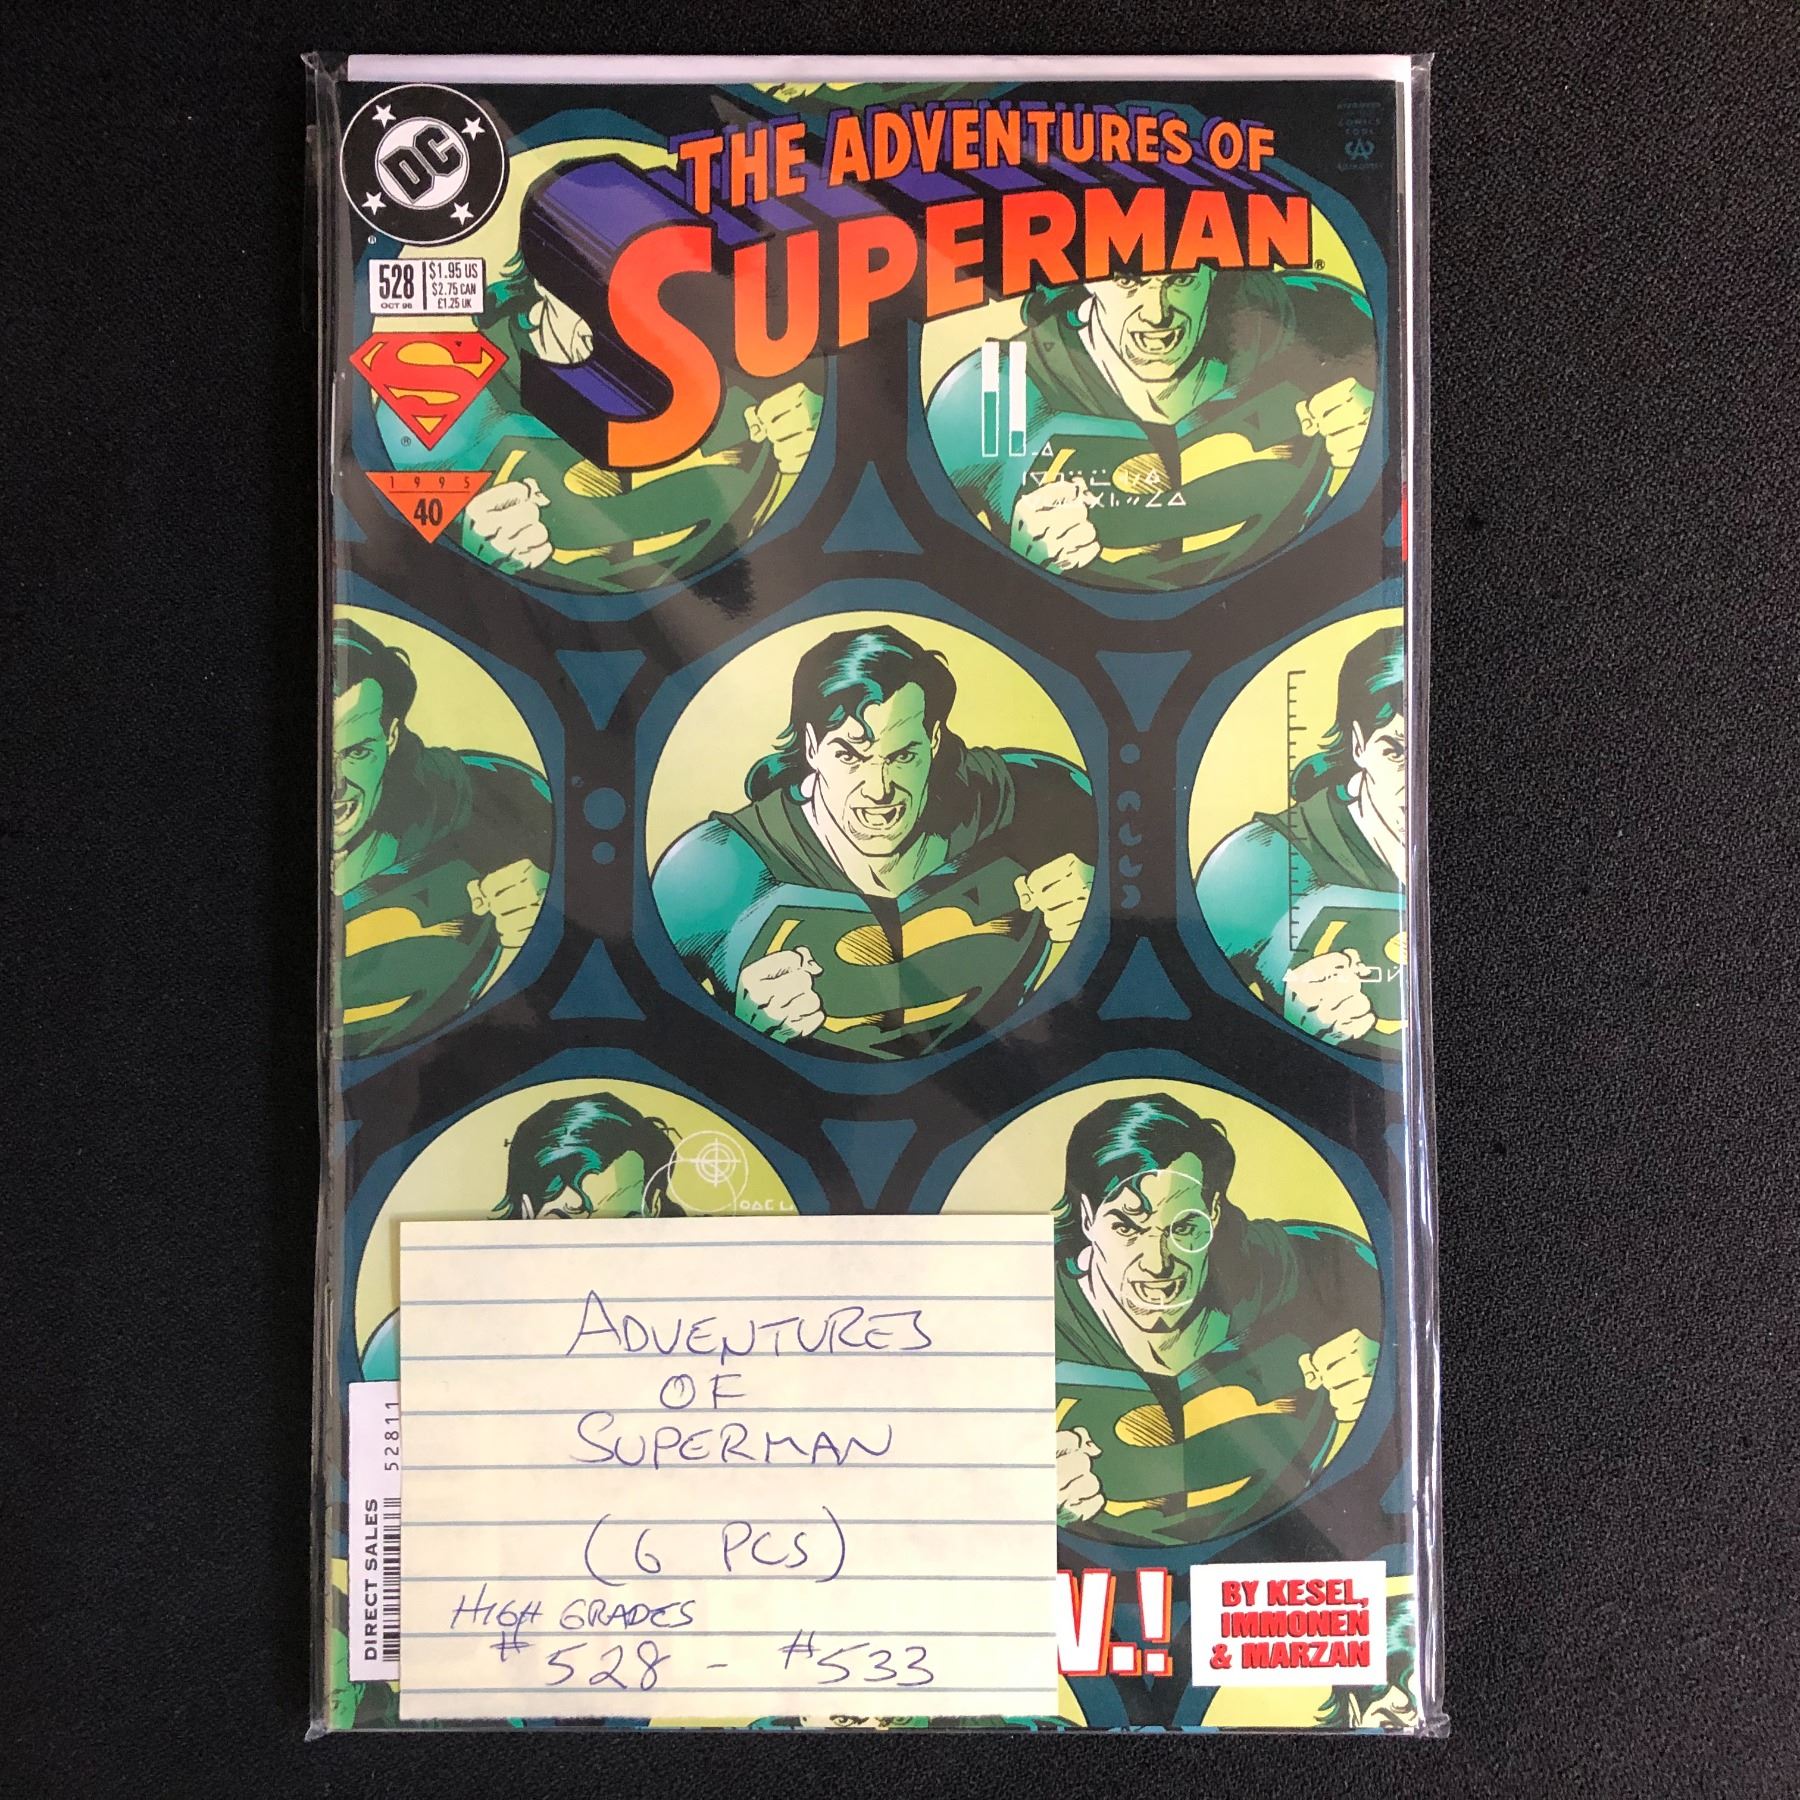 DC
THE ADVENTURES OF
SUPERMAN
®
®
528
OCT 95
$1.95 US
$2.75 CAN
£1.25 UK
S
®
1995
40
DIRECT SALES
52811
ADVENTURES
OF
SUPERMAN
(6 PCS)
HIGH GRADES
#528 - #533
W.!
BY KESEL,
IMMONEN
& MARZAN